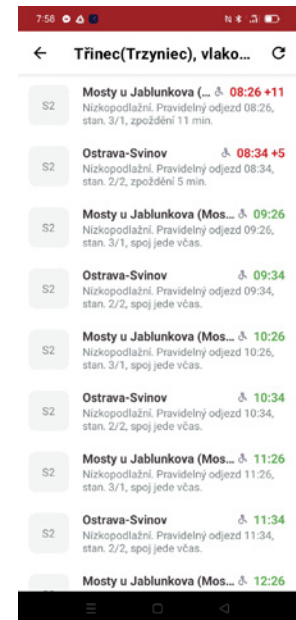 7:58
Třinec(Trzyniec), vlako...
S2
Mosty u Jablunkova (... 08:26 +11
Nízkopodlažní. Pravidelný odjezd 08:26,
stan. 3/1, zpoždění 11 min.
S2
Ostrava-Svinov 08:34 +5
Nízkopodlažní. Pravidelný odjezd 08:34,
stan. 2/2, zpoždění 5 min.
S2
Mosty u Jablunkova (Mos... 09:26
Nízkopodlažní. Pravidelný odjezd 09:26,
stan. 3/1, spoj jede včas.
S2
Ostrava-Svinov 09:34
Nízkopodlažní. Pravidelný odjezd 09:34,
stan. 2/2, spoj jede včas.
S2
Mosty u Jablunkova (Mos... 10:26
Nízkopodlažní. Pravidelný odjezd 10:26,
stan. 3/1, spoj jede včas.
S2
Ostrava-Svinov 10:34
Nízkopodlažní. Pravidelný odjezd 10:34,
stan. 2/2, spoj jede včas.
S2
Mosty u Jablunkova (Mos... 11:26
Nízkopodlažní. Pravidelný odjezd 11:26,
stan. 3/1, spoj jede včas.
S2
Ostrava-Svinov 11:34
Nízkopodlažní. Pravidelný odjezd 11:34,
stan. 2/2, spoj jede včas.
Mosty u Jablunkova (Mos... 12:26